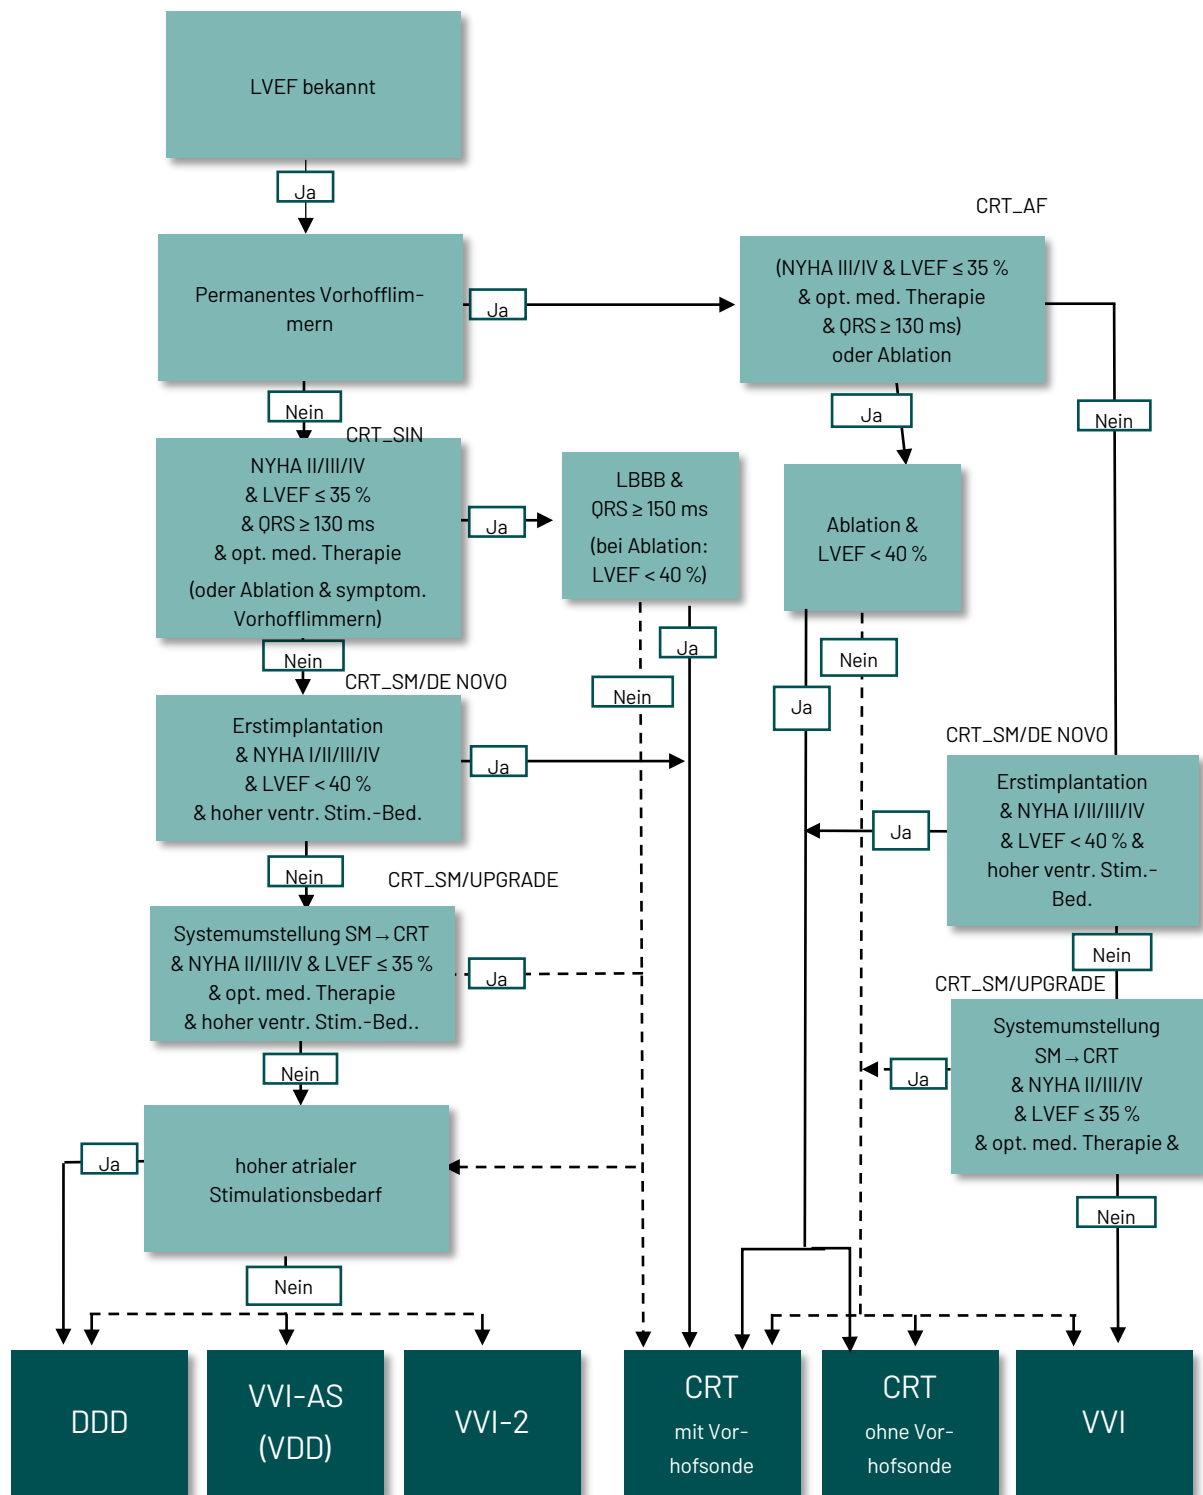 LVEF bekannt
Ja
CRT_AF
Permanentes Vorhofflim-
mern
Ja
(NYHA III/IV & LVEF ≤ 35 %
& opt. med. Therapie
& QRS ≥ 130 ms)
oder Ablation
Nein
Ja
Nein
CRT_SIN
NYHA II/III/IV
& LVEF ≤ 35 %
& QRS ≥ 130 ms
& opt. med. Therapie
(oder Ablation & symptom.
Vorhofflimmern)
Ja
LBBB &
QRS ≥ 150 ms
(bei Ablation:
LVEF < 40 %)
Ablation &
LVEF < 40 %
Nein
Ja
Nein
Nein
Ja
CRT_SM/DE NOVO
Erstimplantation
& NYHA I/II/III/IV
& LVEF < 40 %
& hoher ventr. Stim.-Bed.
Ja
CRT_SM/DE NOVO
Erstimplantation
& NYHA I/II/III/IV
& LVEF < 40 % &
hoher ventr. Stim.-
Bed.
Ja
Nein
Nein
CRT_SM/UPGRADE
Systemumstellung SM→CRT
& NYHA II/III/IV & LVEF ≤ 35 %
& opt. med. Therapie
& hoher ventr. Stim.-Bed..
Ja
CRT_SM/UPGRADE
Systemumstellung
SM→CRT
& NYHA II/III/IV
& LVEF ≤ 35 %
& opt. med. Therapie &
Ja
Nein
Nein
hoher atrialer
Stimulationsbedarf
Ja
Nein
DDD
VVI-AS
(VDD)
VVI-2
CRT
mit Vor-
hofsonde
CRT
ohne Vor-
hofsonde
VVI